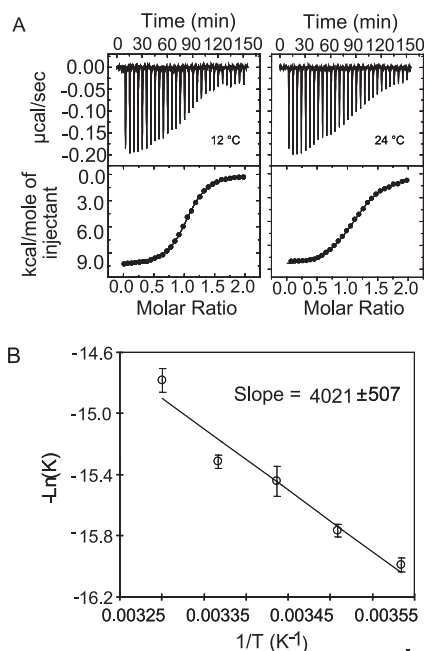 A
Time (min) Time (min)
0 30 60 90 120 150 0 30 60 90 120 150
µcal/sec
0.00
-0.05
-0.10
-0.15
-0.20
12 °C 24 °C
kcal/mole of
injectant
0.0
3.0
6.0
9.0
0.0 0.5 1.0 1.5 2.0 0.0 0.5 1.0 1.5 2.0
Molar Ratio Molar Ratio
B
-14.6
-15.0
-15.4
-15.8
-16.2
-Ln(K)
Slope = 4021 ±507
0.00325 0.00335 0.00345 0.00355
1/T (K⁻¹)